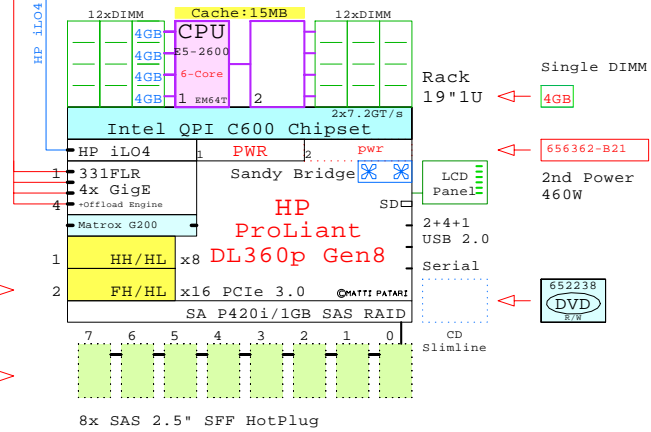 HP iLO4
12xDIMM
Cache:15MB
12xDIMM
4GB
4GB
4GB
4GB
CPU
E5-2600
6-Core
1 EM64T
2
Rack
19"1U
Single DIMM
4GB
2x7.2GT/s
Intel QPI C600 Chipset
HP iLO4
1 PWR
2 pwr
656362-B21
2nd Power
460W
1 331FLR
4x GigE
4 +Offload Engine
Sandy Bridge
LCD
Panel
SD
Matrox G200
HP
ProLiant
DL360p Gen8
2+4+1
USB 2.0
1 HH/HL x8
Serial
2 FH/HL x16 PCIe 3.0
©MATTI PATARI
652238
DVD
R/W
SA P420i/1GB SAS RAID
CD
Slimline
7 6 5 4 3 2 1 0
8x SAS 2.5" SFF HotPlug